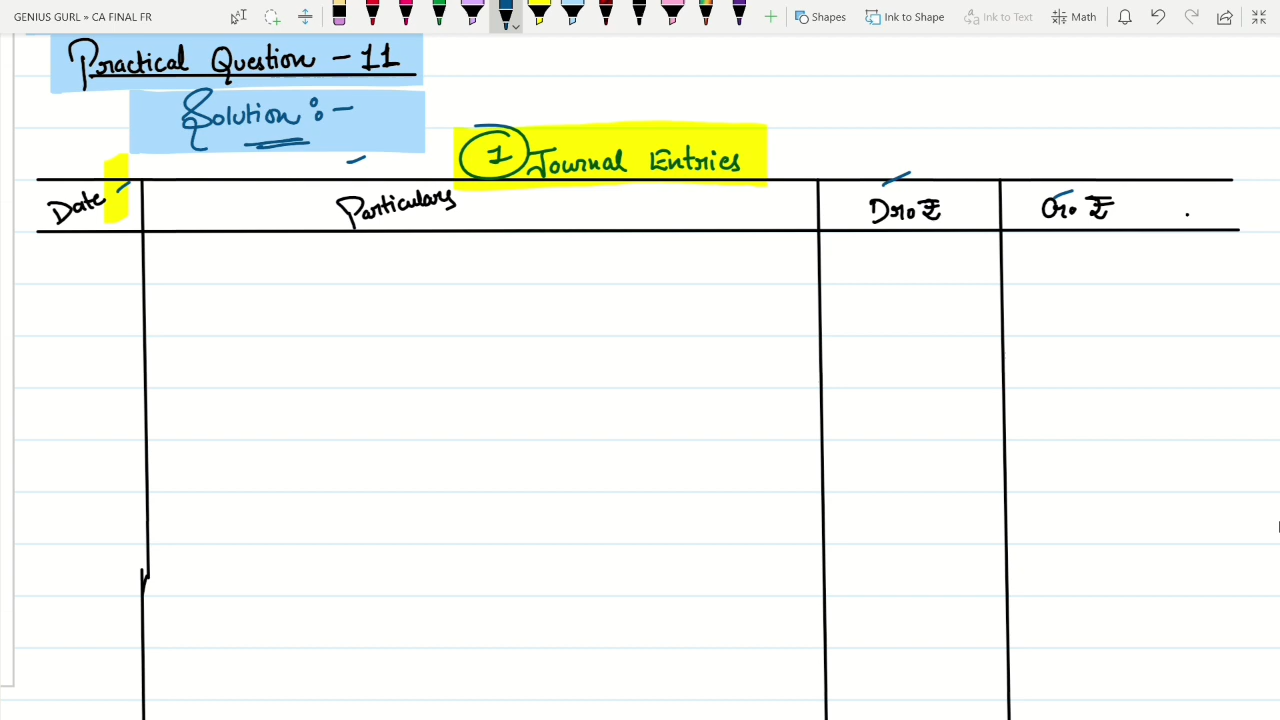 GENIUS GURL » CA FINAL FR
Shapes
Ink to Shape
Ink to Text
Math
Practical Question - 11
Solution :-
1 Journal Entries
Date Particulars Dr. ₹ Cr. ₹